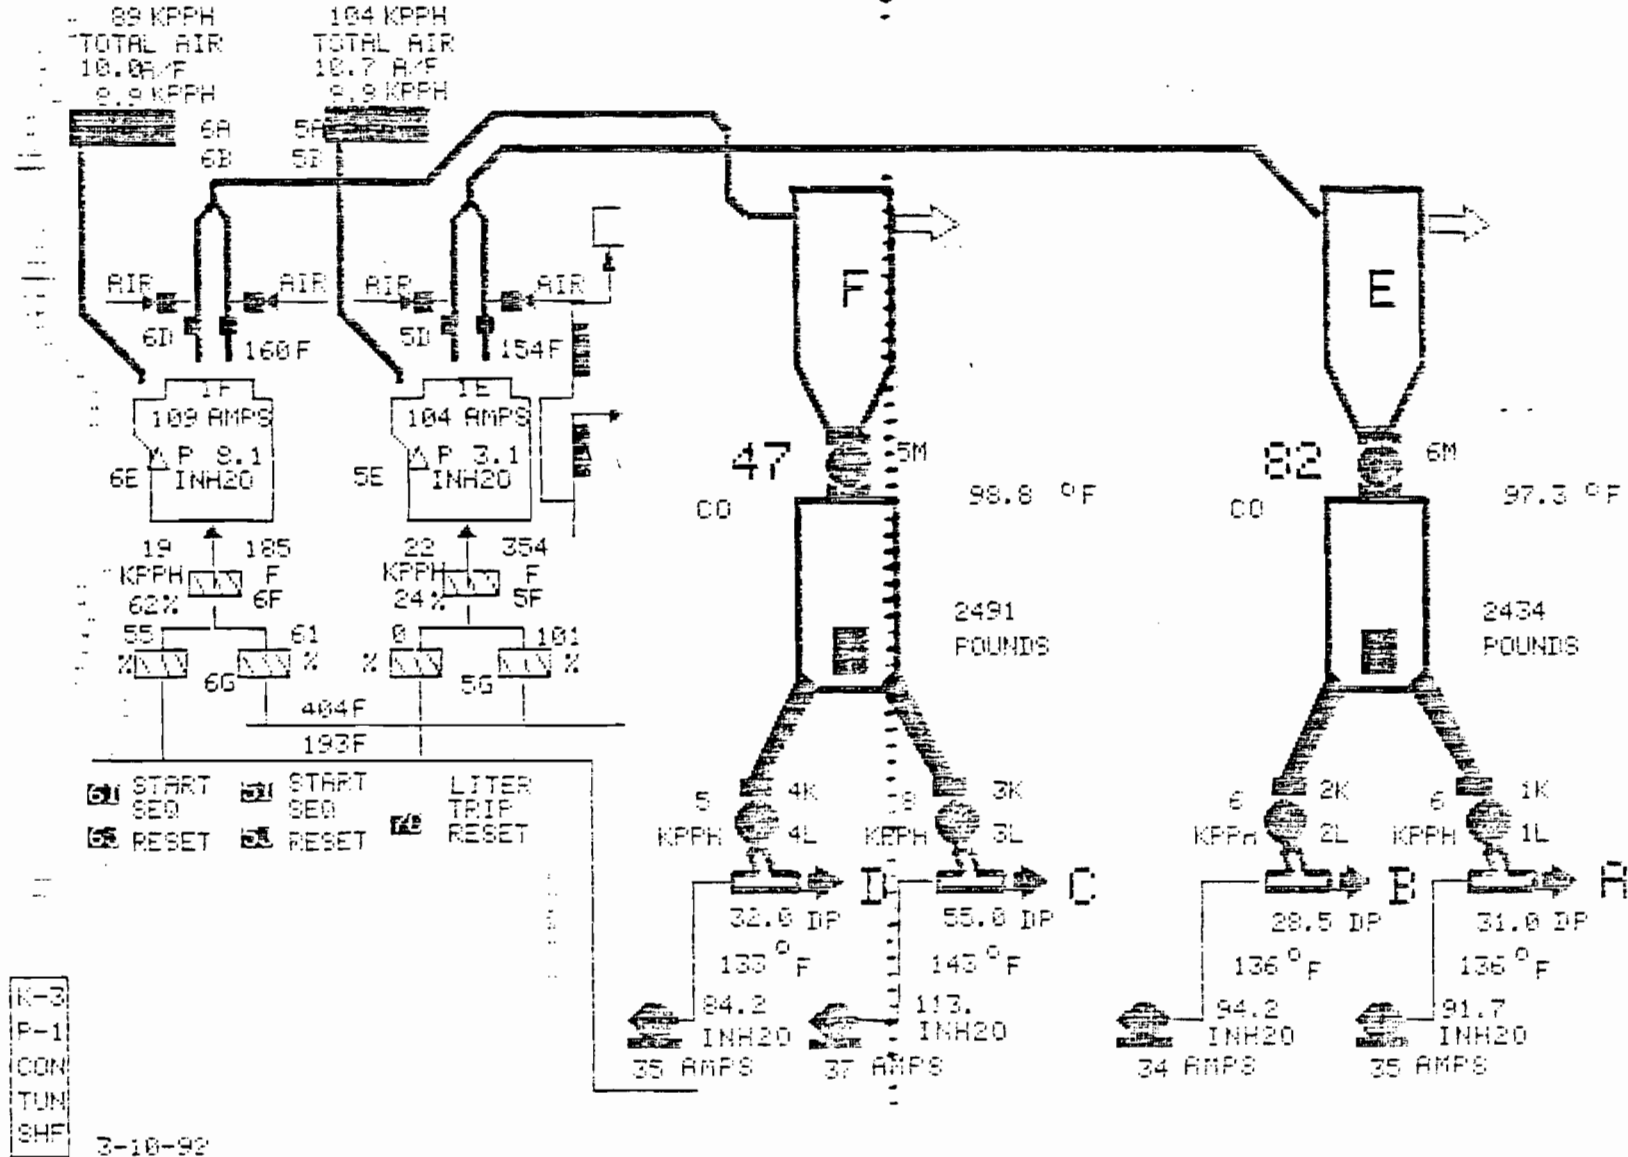 89 KPPH
TOTAL AIR
10.0 A/F
9.9 KPPH
104 KPPH
TOTAL AIR
10.7 A/F
9.9 KPPH
6A
6B
5A
5B
AIR
AIR
AIR
AIR
6D
160F
5D
154F
1F
109 AMPS
P 8.1
INH2O
6E
1E
104 AMPS
P 3.1
INH2O
5E
19
KPPH
62%
185
F
6F
22
KPPH
24%
354
F
5F
55
%
61
%
6G
0
%
101
%
5G
404F
193F
START
SEQ
RESET
START
SEQ
RESET
LITER
TRIP
RESET
F
E
47
5M
CO
98.8 °F
82
6M
CO
97.3 °F
2491
POUNDS
2434
POUNDS
5
KPPH
4K
4L
8
KPPH
3K
3L
6
KPPH
2K
2L
6
KPPH
1K
1L
D
C
B
A
32.0 DP
133 °F
84.2
INH2O
35 AMPS
55.0 DP
143 °F
113.
INH2O
37 AMPS
28.5 DP
136 °F
94.2
INH2O
34 AMPS
31.0 DP
136 °F
91.7
INH2O
35 AMPS
K-3
P-1
CON
TUN
SHF
3-10-92